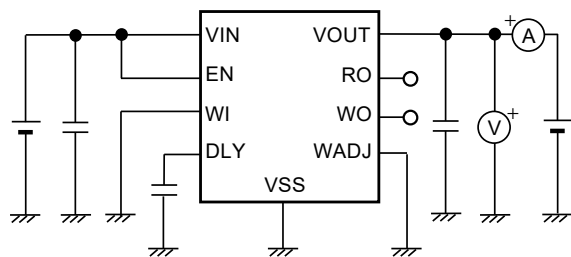 VIN VOUT
EN RO
WI WO
DLY WADJ
VSS
+ A
V +